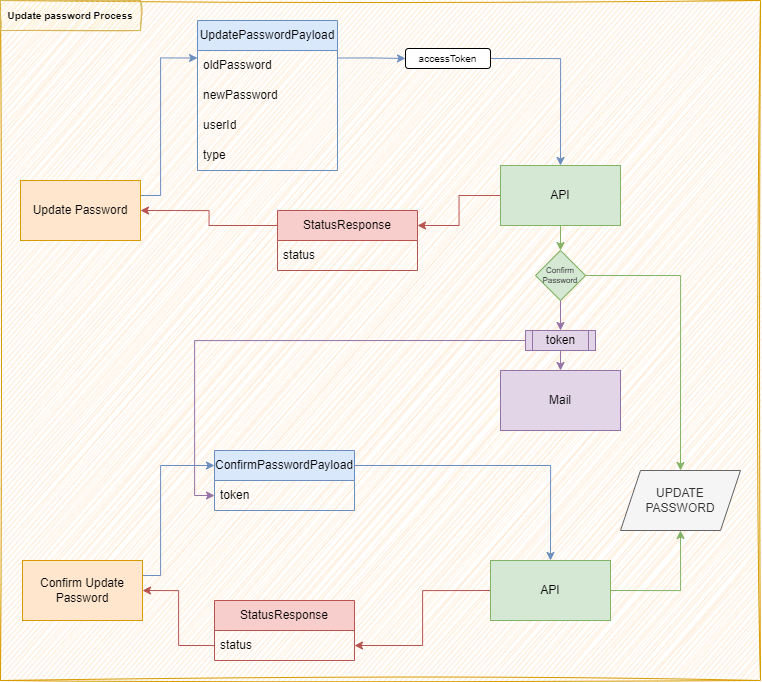 Update password Process
UpdatePasswordPayload
oldPassword
newPassword
userId
type
accessToken
Update Password
API
StatusResponse
status
Confirm
Password
token
Mail
ConfirmPasswordPayload
token
UPDATE
PASSWORD
Confirm Update
Password
API
StatusResponse
status